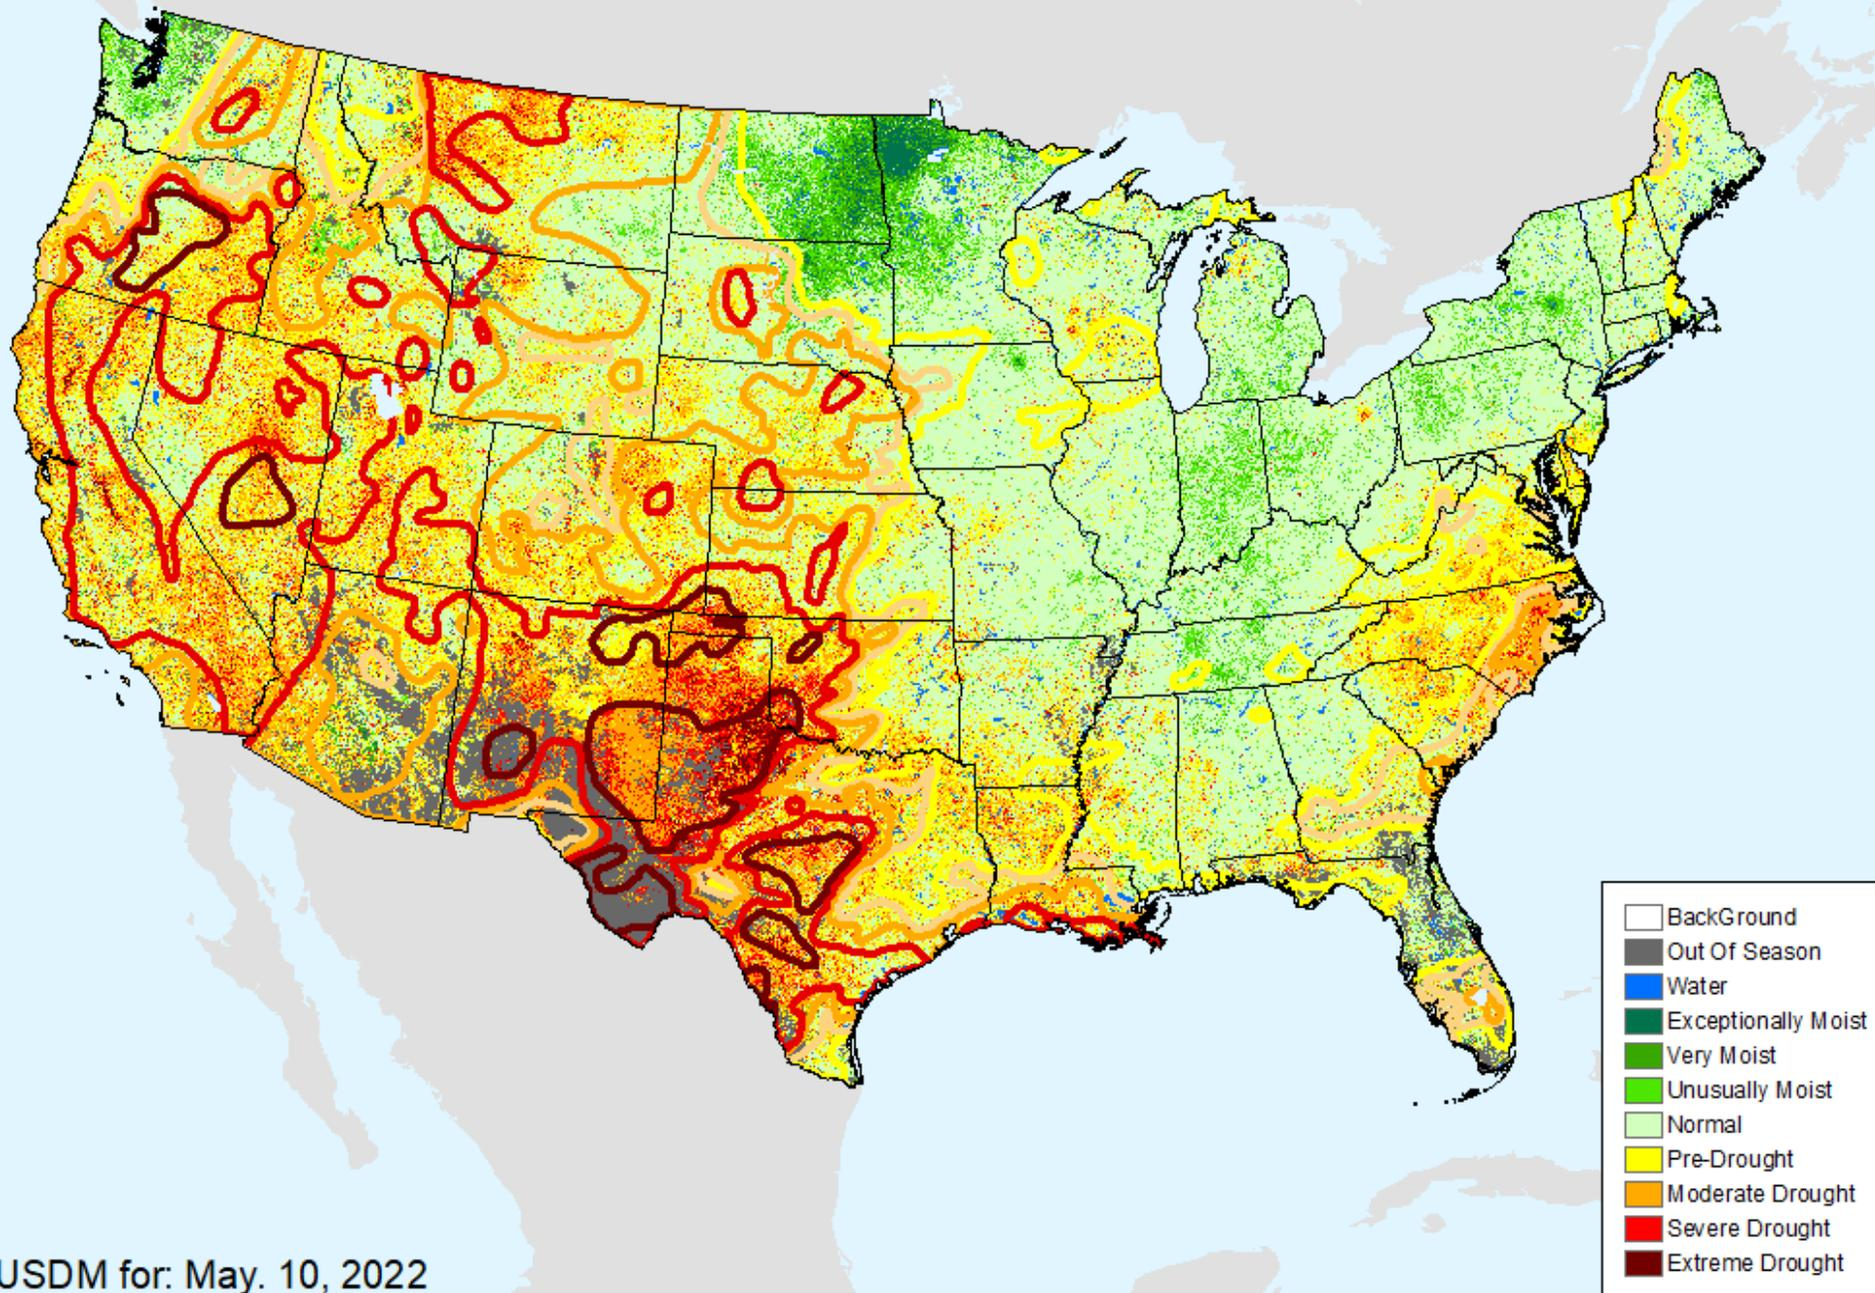 BackGround
Out Of Season
Water
Exceptionally Moist
Very Moist
Unusually Moist
Normal
Pre-Drought
Moderate Drought
Severe Drought
Extreme Drought
USDM for: May. 10, 2022